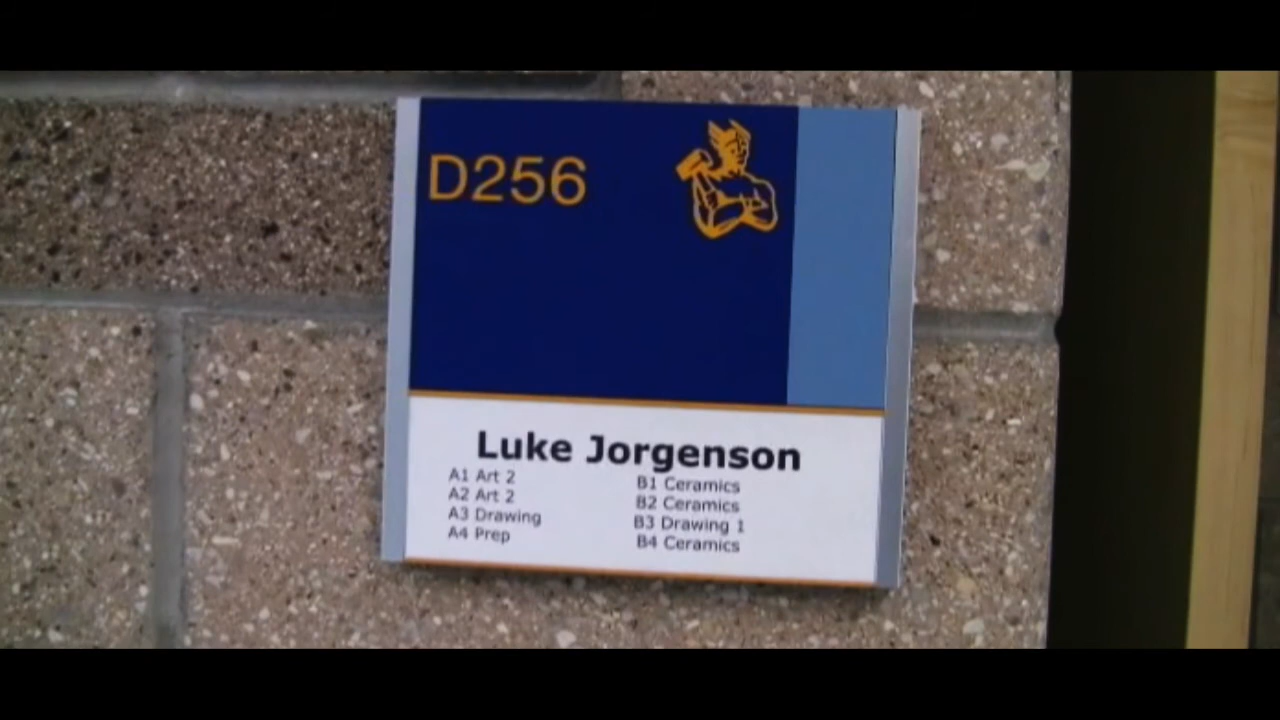 D256
Luke Jorgenson
A1 Art 2
A2 Art 2
A3 Drawing
A4 Prep
B1 Ceramics
B2 Ceramics
B3 Drawing 1
B4 Ceramics